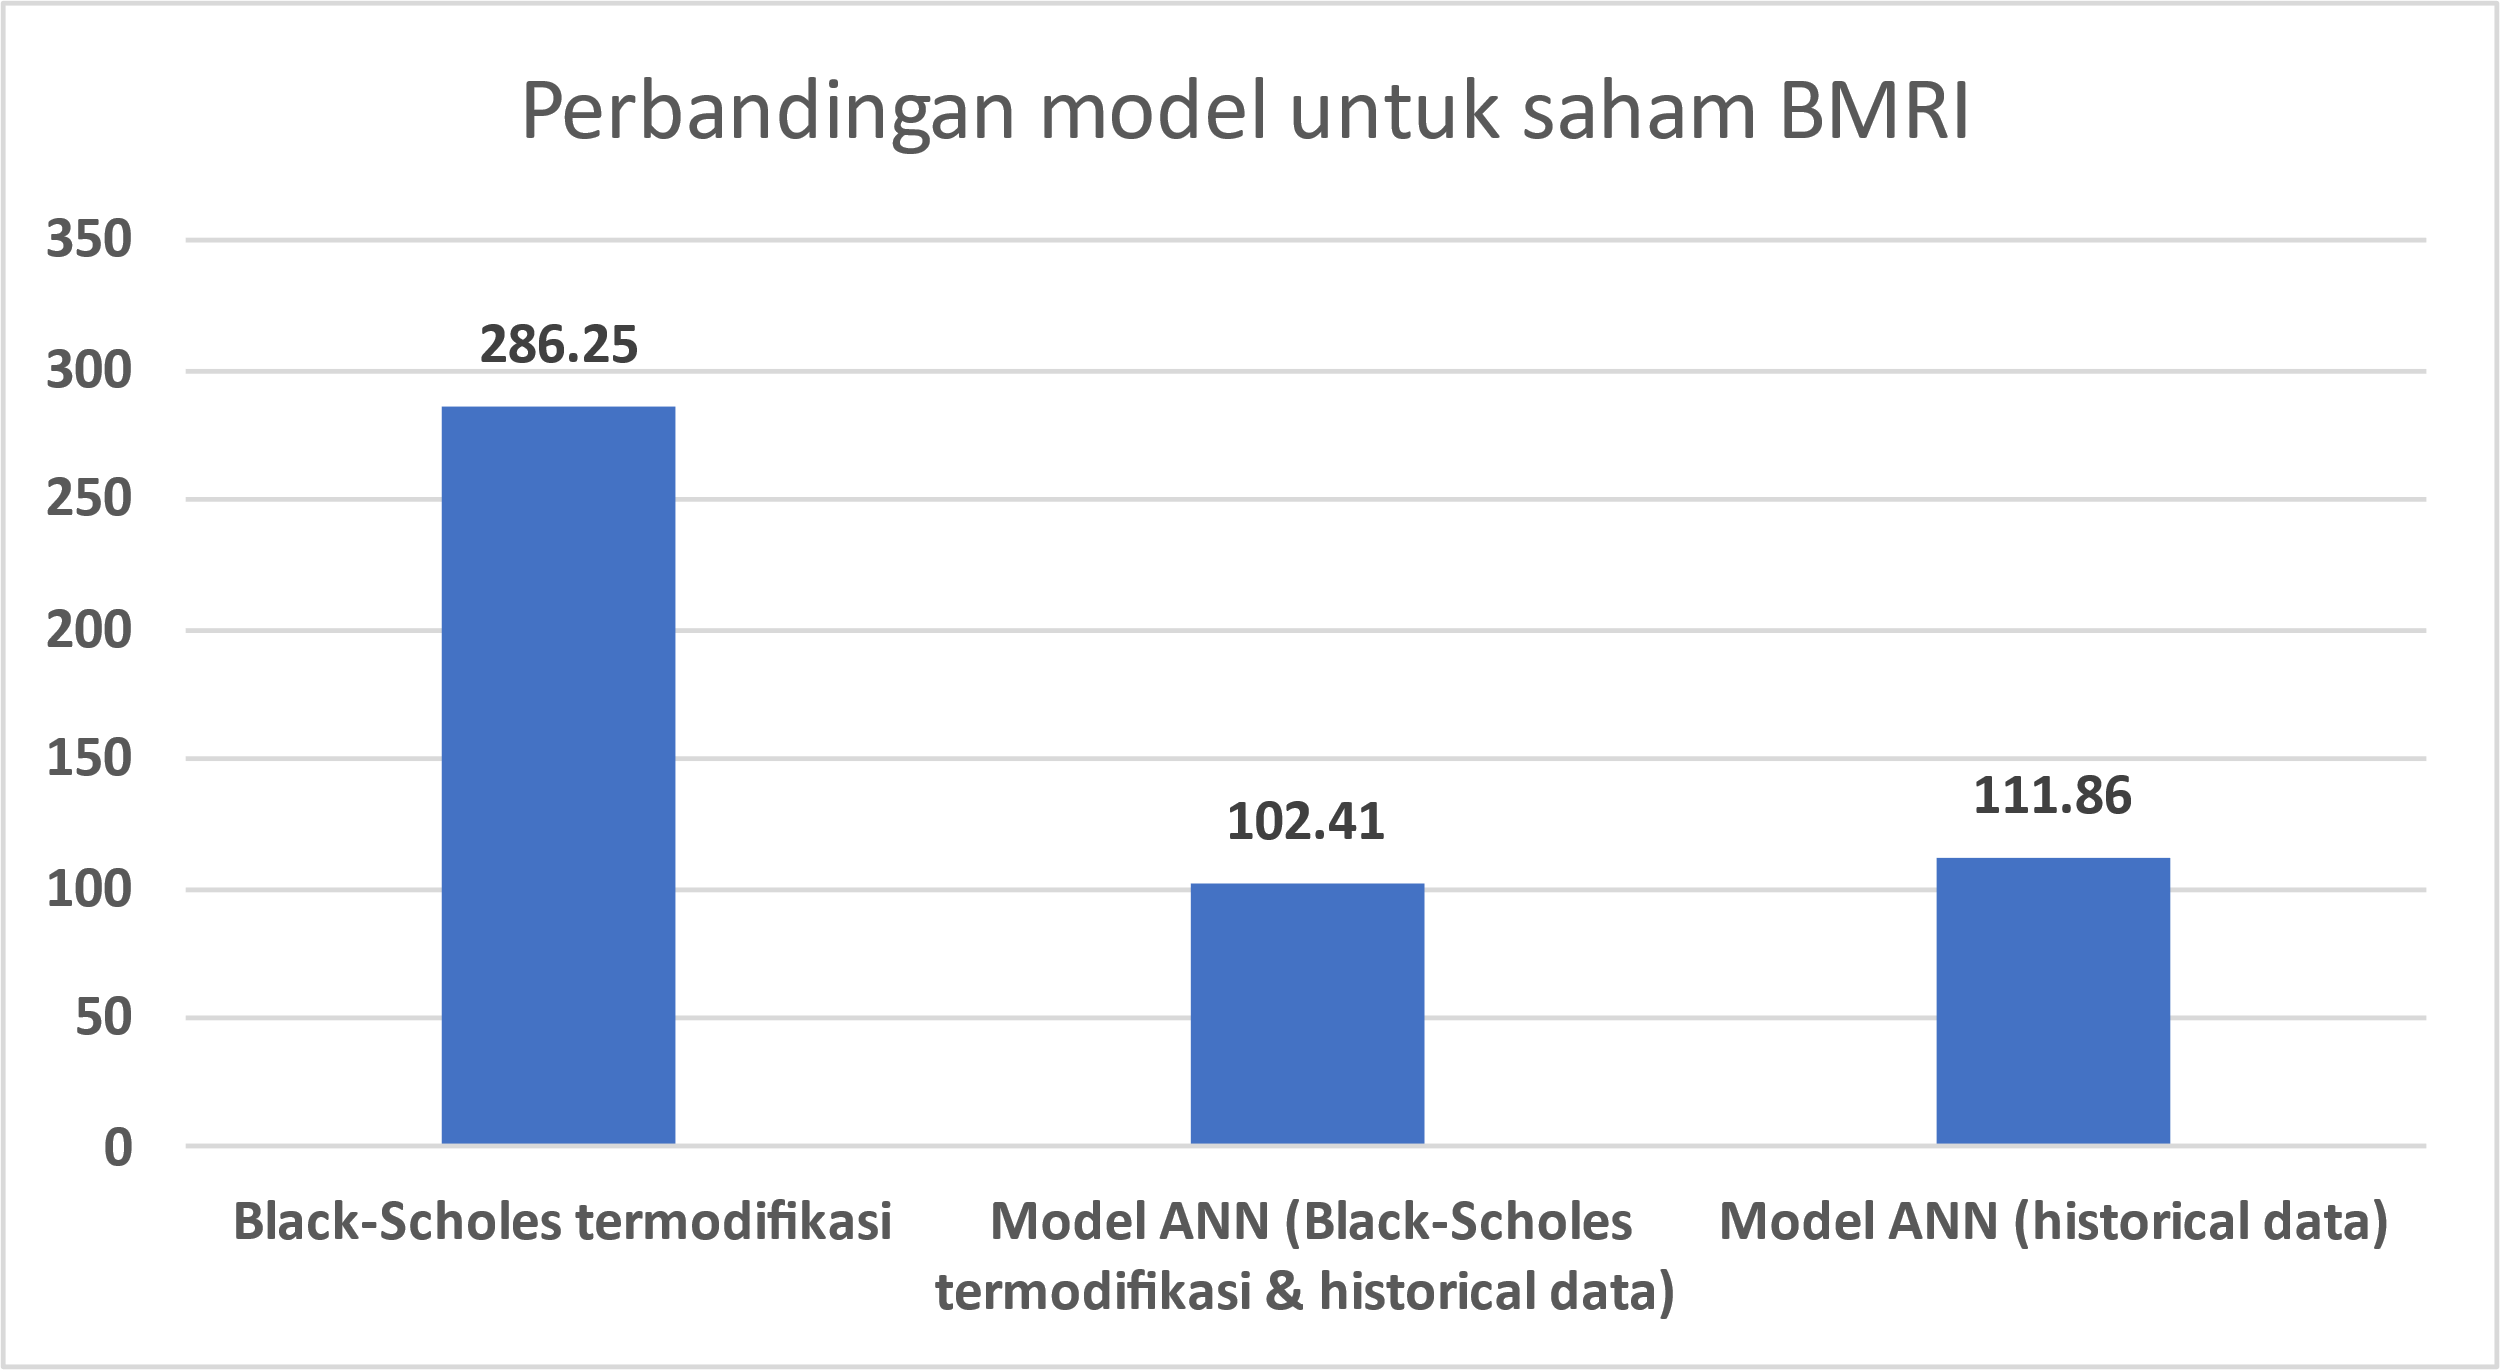 Perbandingan model untuk saham BMRI
350
300
250
200
150
100
50
0
286.25
102.41
111.86
Black-Scholes termodifikasi
Model ANN (Black-Scholes
termodifikasi & historical data)
Model ANN (historical data)